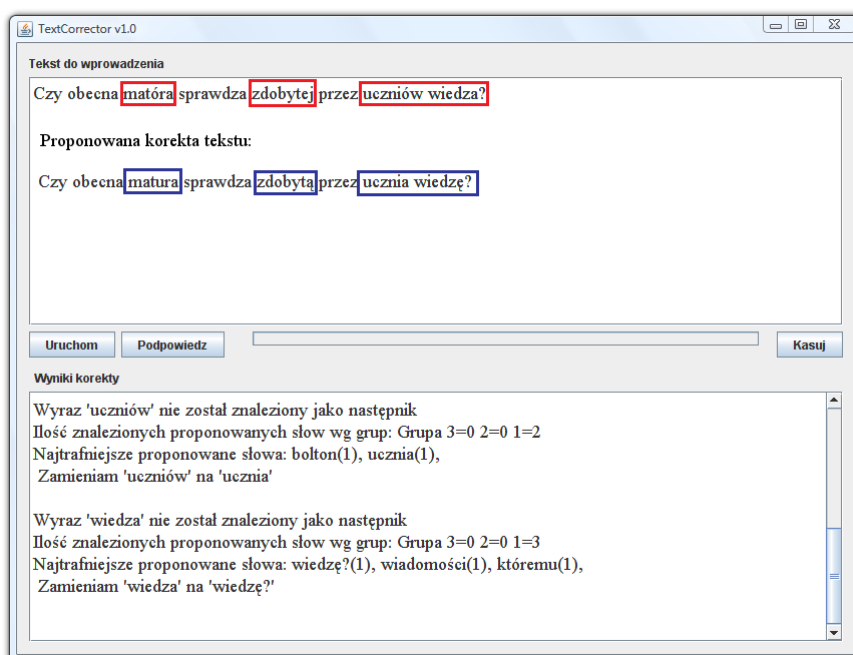 TextCorrector v1.0
Tekst do wprowadzenia
Czy obecna matóra sprawdza zdobytej przez uczniów wiedza?
Proponowana korekta tekstu:
Czy obecna matura sprawdza zdobytą przez ucznia wiedzę?
Uruchom Podpowiedz Kasuj
Wyniki korekty
Wyraz 'uczniów' nie został znaleziony jako następnik
Ilość znalezionych proponowanych słow wg grup: Grupa 3=0 2=0 1=2
Najtrafniejsze proponowane słowa: bolton(1), ucznia(1),
Zamieniam 'uczniów' na 'ucznia'
Wyraz 'wiedza' nie został znaleziony jako następnik
Ilość znalezionych proponowanych słow wg grup: Grupa 3=0 2=0 1=3
Najtrafniejsze proponowane słowa: wiedzę?(1), wiadomości(1), któremu(1),
Zamieniam 'wiedza' na 'wiedzę?'